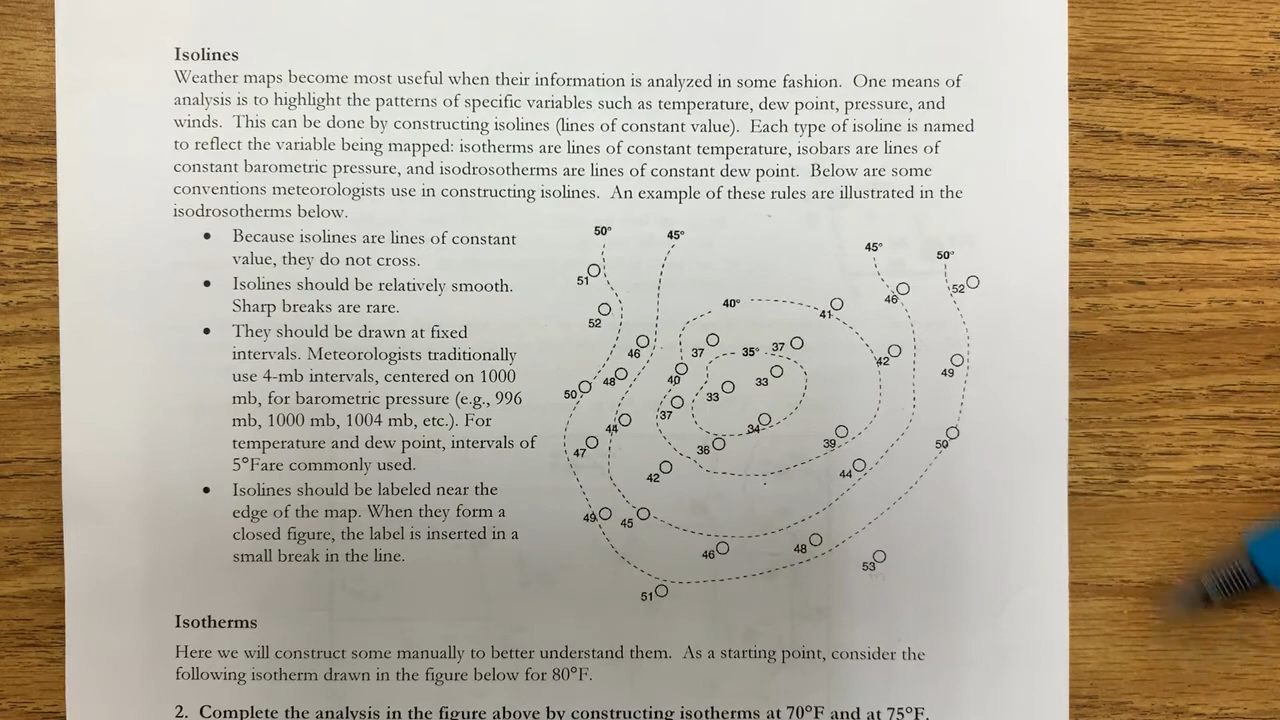 Isolines
Weather maps become most useful when their information is analyzed in some fashion. One means of
analysis is to highlight the patterns of specific variables such as temperature, dew point, pressure, and
winds. This can be done by constructing isolines (lines of constant value). Each type of isoline is named
to reflect the variable being mapped: isotherms are lines of constant temperature, isobars are lines of
constant barometric pressure, and isodrosotherms are lines of constant dew point. Below are some
conventions meteorologists use in constructing isolines. An example of these rules are illustrated in the
isodrosotherms below.
• Because isolines are lines of constant
value, they do not cross.
• Isolines should be relatively smooth.
Sharp breaks are rare.
• They should be drawn at fixed
intervals. Meteorologists traditionally
use 4-mb intervals, centered on 1000
mb, for barometric pressure (e.g., 996
mb, 1000 mb, 1004 mb, etc.). For
temperature and dew point, intervals of
5°Fare commonly used.
• Isolines should be labeled near the
edge of the map. When they form a
closed figure, the label is inserted in a
small break in the line.
50° 45° 45° 50°
51 52
46
40° 41
52
46 37 35° 37 42
49
48 40 33 33
50
37
44 34
47 36 39 50
42 44
49 45
46 48
53
51
Isotherms
Here we will construct some manually to better understand them. As a starting point, consider the
following isotherm drawn in the figure below for 80°F.
2. Complete the analysis in the figure above by constructing isotherms at 70°F and at 75°F.